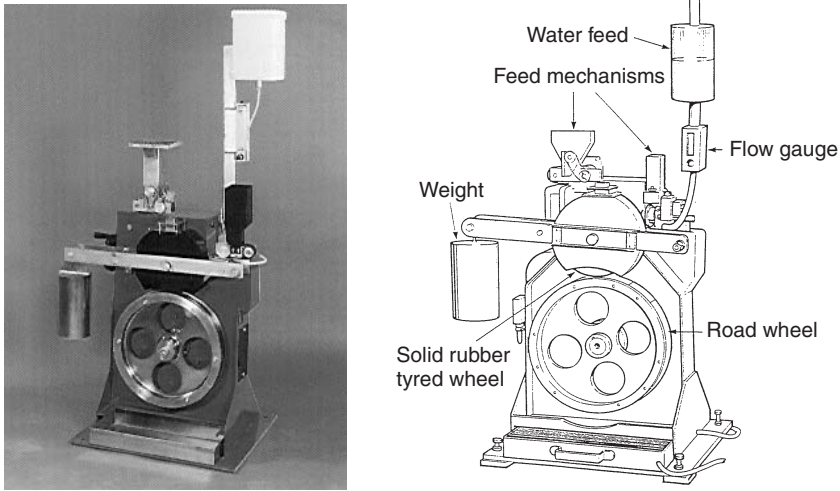 Water feed
Feed mechanisms
Flow gauge
Weight
Road wheel
Solid rubber
tyred wheel